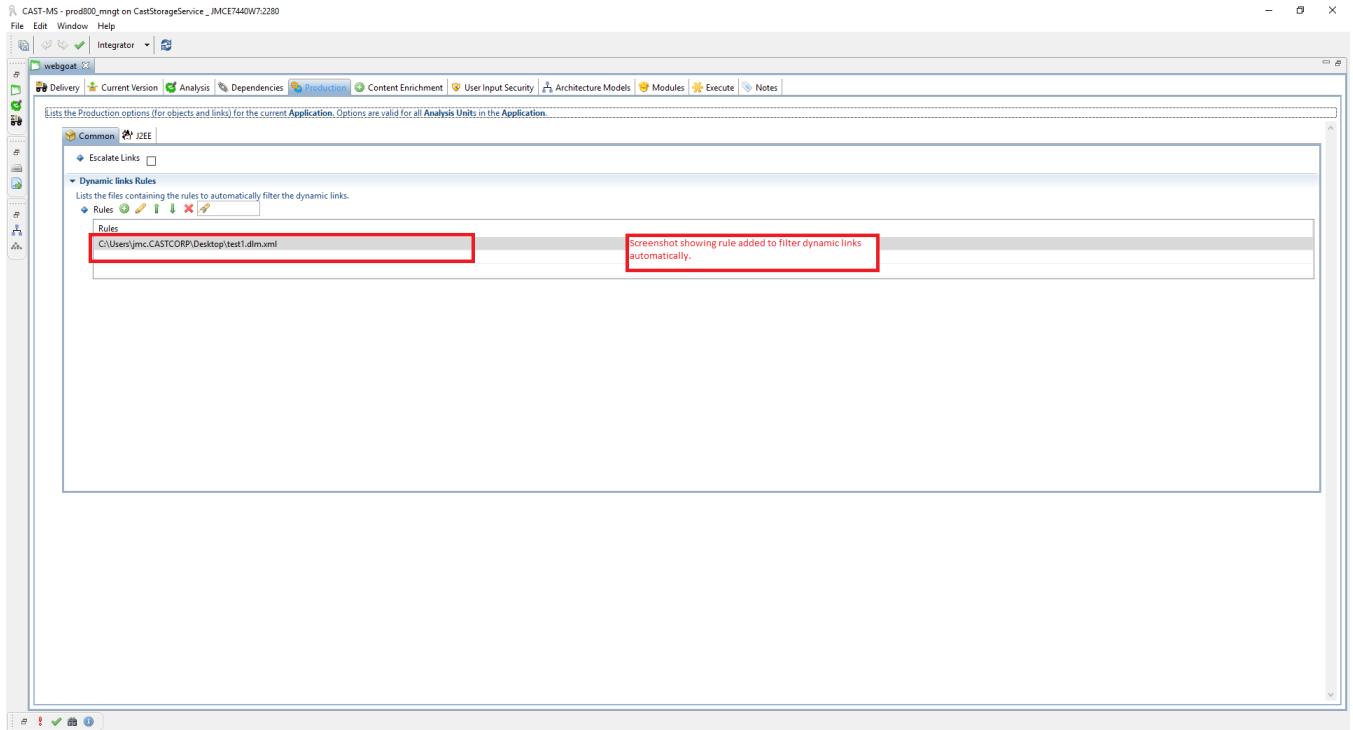 CAST-MS - prod800_mngt on CastStorageService _ JMCE7440W7:2280
File Edit Window Help
Integrator
webgoat
Delivery Current Version Analysis Dependencies Production Content Enrichment User Input Security Architecture Models Modules Execute Notes
Lists the Production options (for objects and links) for the current Application. Options are valid for all Analysis Units in the Application.
Common J2EE
Escalate Links
Dynamic links Rules
Lists the files containing the rules to automatically filter the dynamic links.
Rules
Rules
C:\Users\jmc.CASTCORP\Desktop\test1.dlm.xml
Screenshot showing rule added to filter dynamic links
automatically.